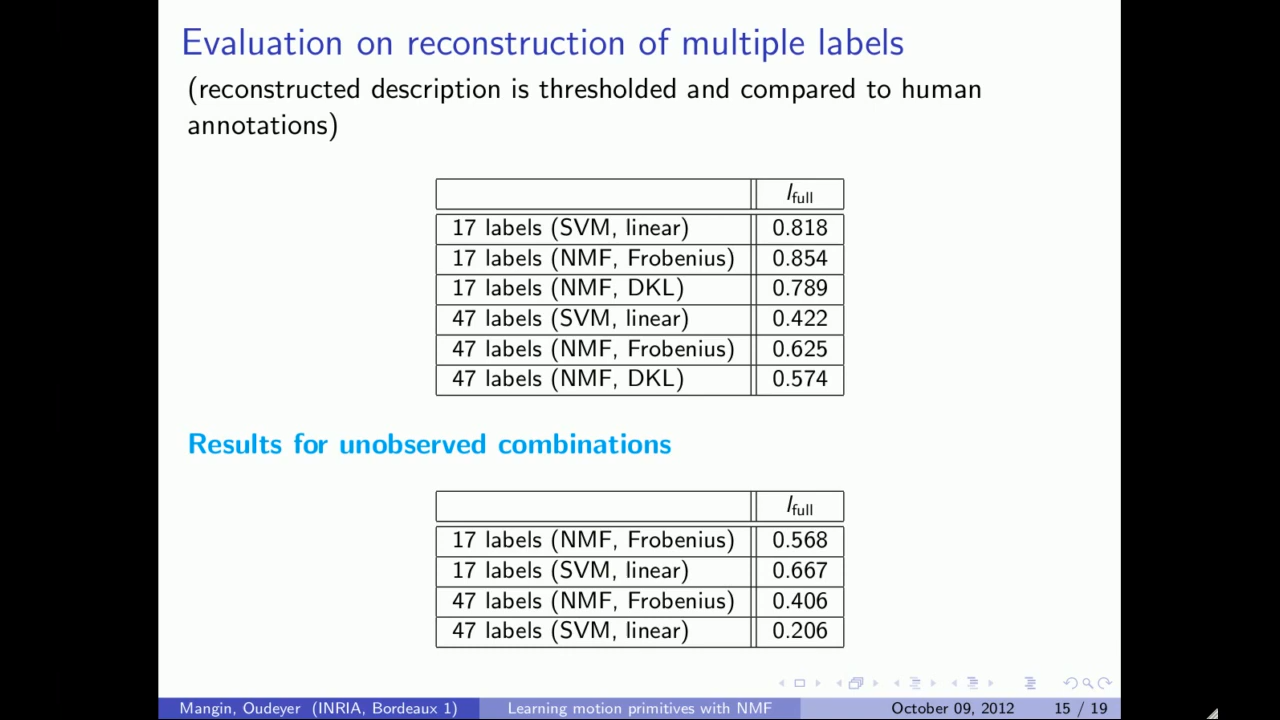 Evaluation on reconstruction of multiple labels
(reconstructed description is thresholded and compared to human
annotations)
l_full
17 labels (SVM, linear) 0.818
17 labels (NMF, Frobenius) 0.854
17 labels (NMF, DKL) 0.789
47 labels (SVM, linear) 0.422
47 labels (NMF, Frobenius) 0.625
47 labels (NMF, DKL) 0.574
Results for unobserved combinations
l_full
17 labels (NMF, Frobenius) 0.568
17 labels (SVM, linear) 0.667
47 labels (NMF, Frobenius) 0.406
47 labels (SVM, linear) 0.206
Mangin, Oudeyer (INRIA, Bordeaux 1) Learning motion primitives with NMF October 09, 2012 15 / 19